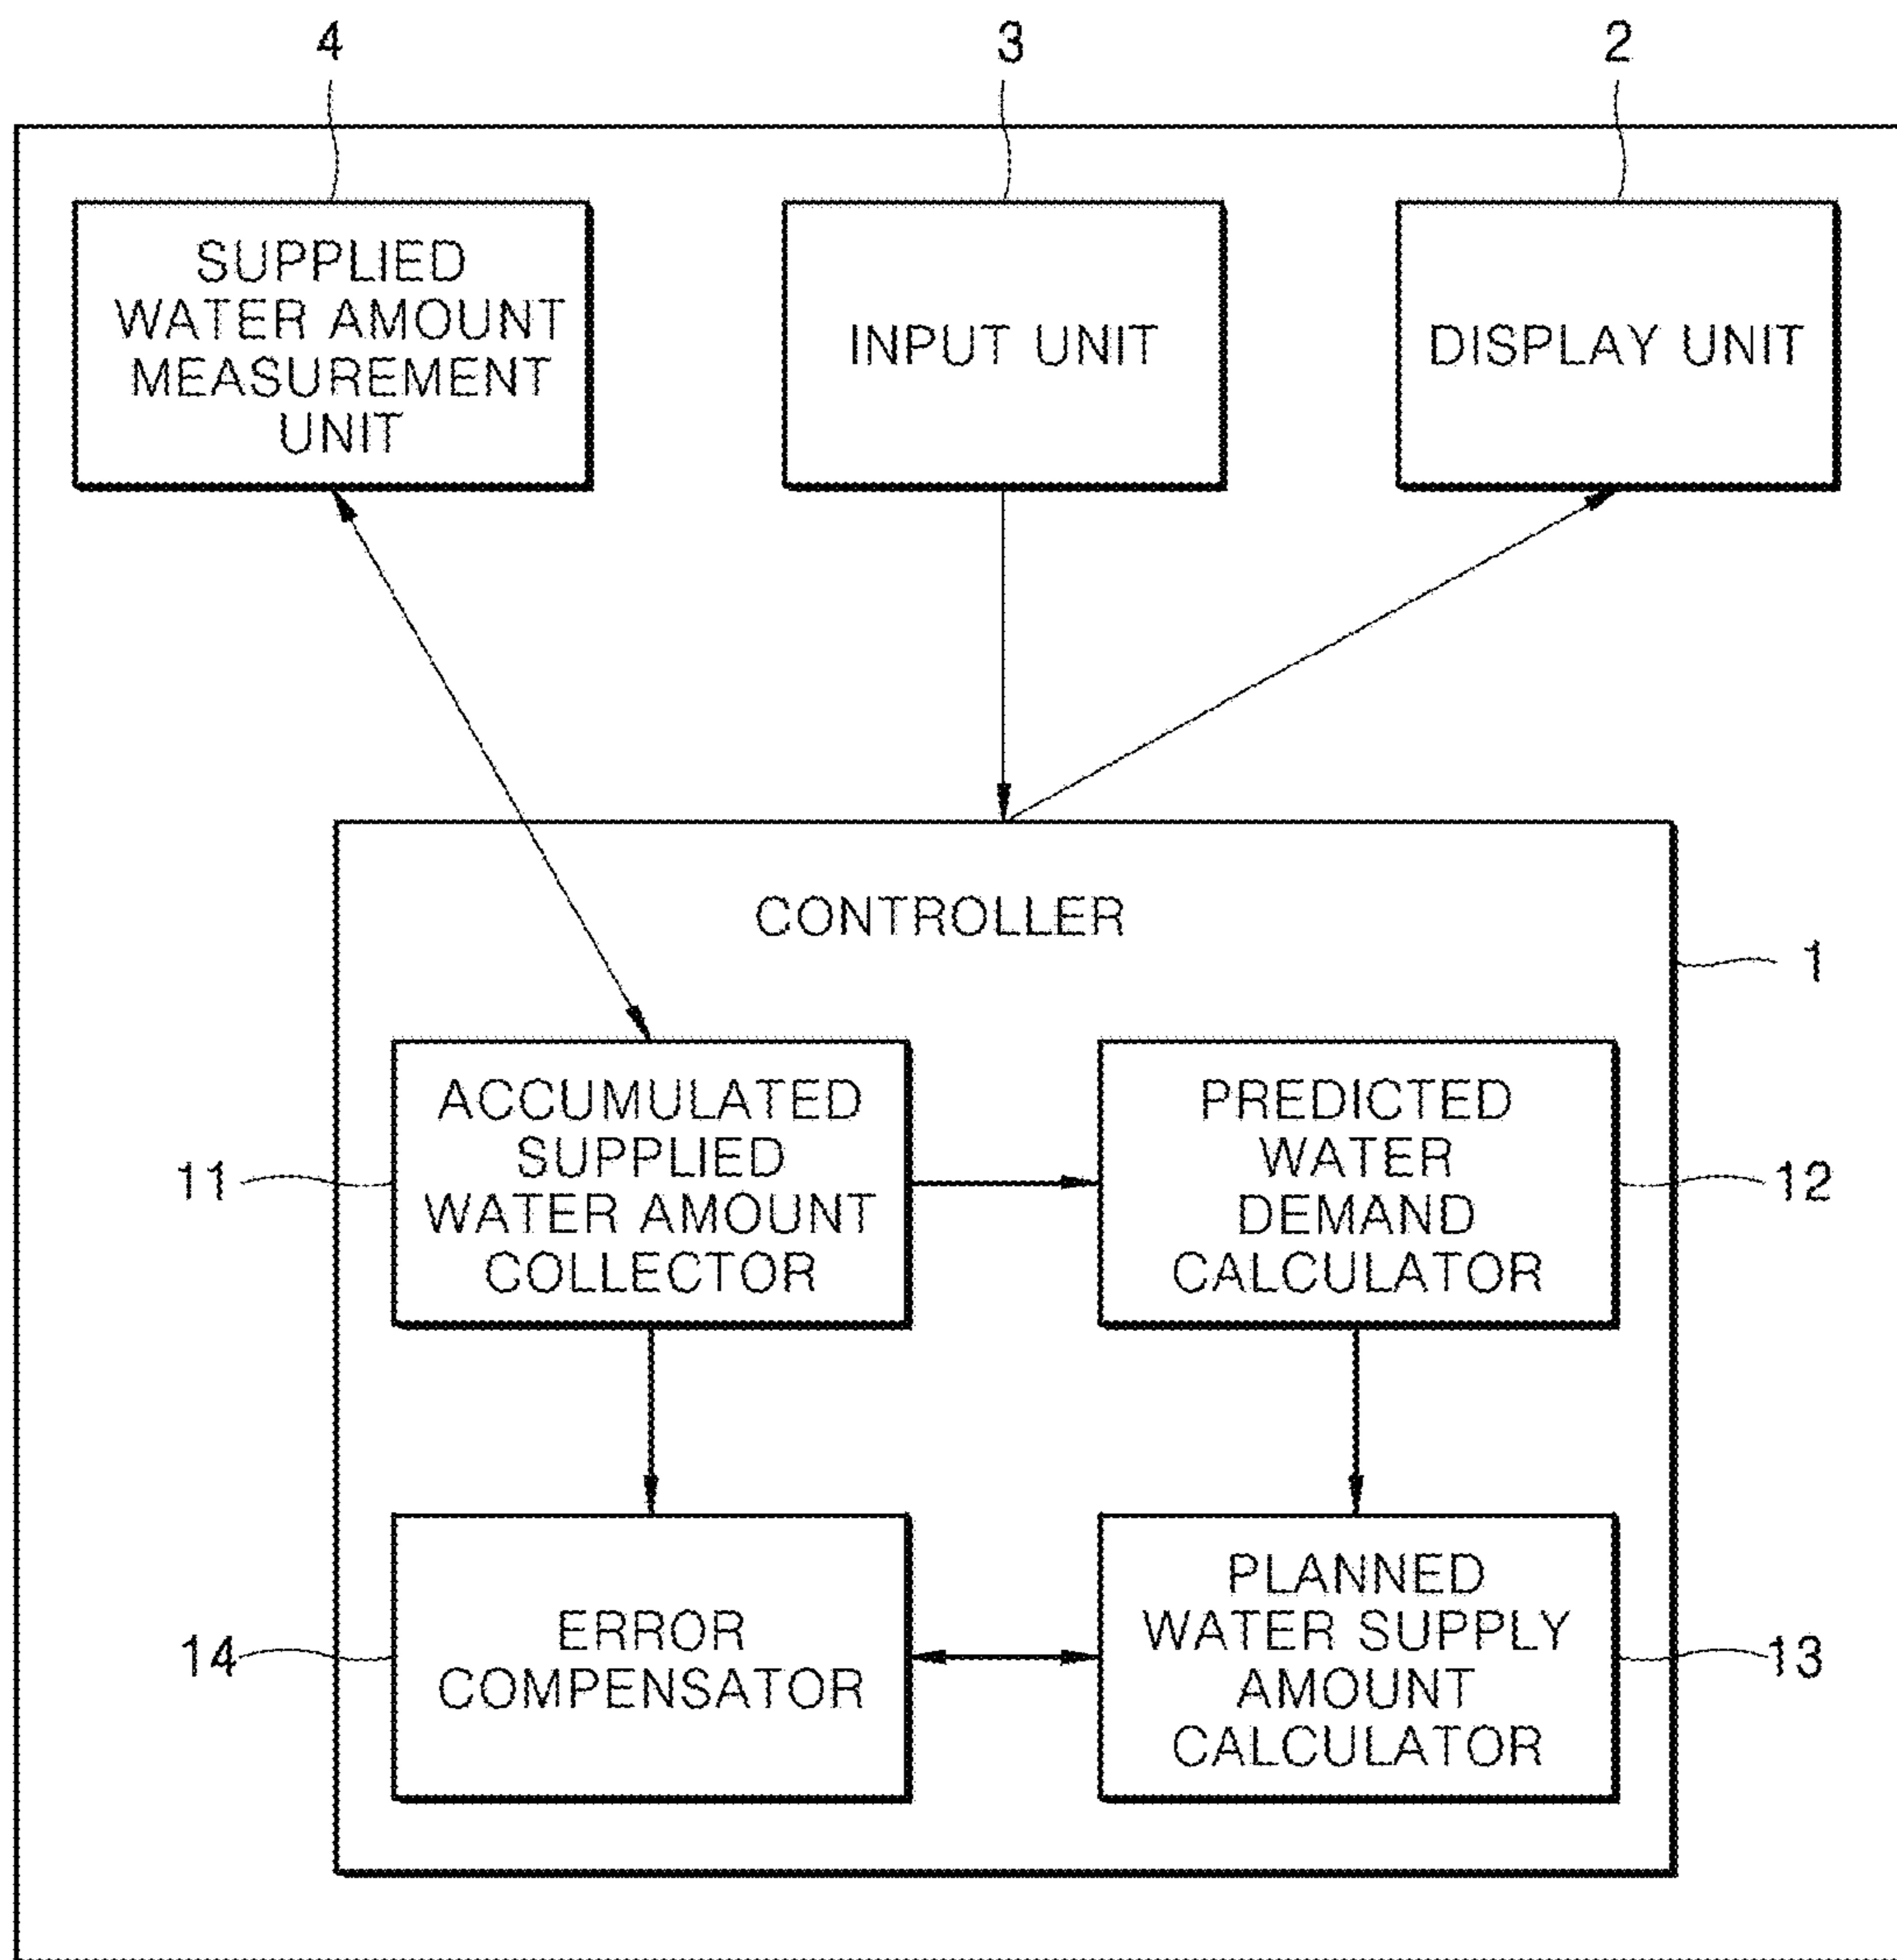 4
3
2
SUPPLIED
WATER AMOUNT
MEASUREMENT
UNIT
INPUT UNIT
DISPLAY UNIT
CONTROLLER
1
11
ACCUMULATED
SUPPLIED
WATER AMOUNT
COLLECTOR
PREDICTED
WATER
DEMAND
CALCULATOR
12
14
ERROR
COMPENSATOR
PLANNED
WATER SUPPLY
AMOUNT
CALCULATOR
13